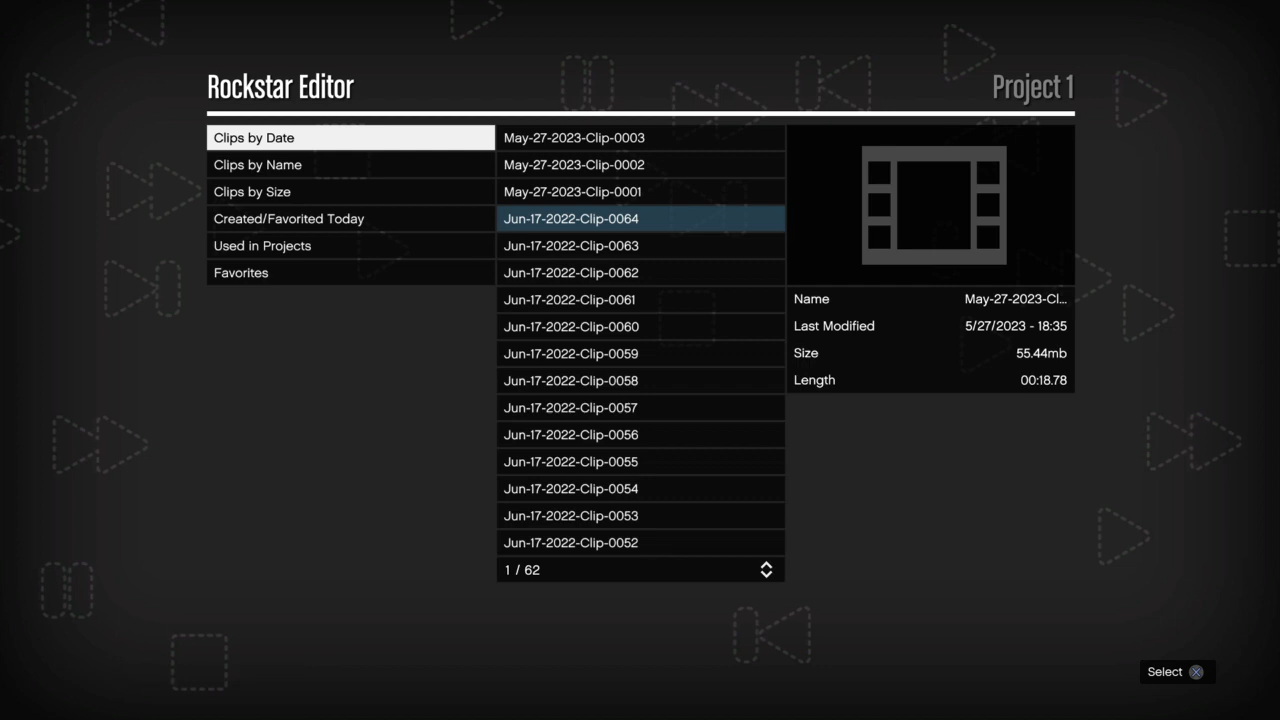 Rockstar Editor
Project 1
Clips by Date
Clips by Name
Clips by Size
Created/Favorited Today
Used in Projects
Favorites
May-27-2023-Clip-0003
May-27-2023-Clip-0002
May-27-2023-Clip-0001
Jun-17-2022-Clip-0064
Jun-17-2022-Clip-0063
Jun-17-2022-Clip-0062
Jun-17-2022-Clip-0061
Jun-17-2022-Clip-0060
Jun-17-2022-Clip-0059
Jun-17-2022-Clip-0058
Jun-17-2022-Clip-0057
Jun-17-2022-Clip-0056
Jun-17-2022-Clip-0055
Jun-17-2022-Clip-0054
Jun-17-2022-Clip-0053
Jun-17-2022-Clip-0052
1 / 62
Name May-27-2023-Cl...
Last Modified 5/27/2023 - 18:35
Size 55.44mb
Length 00:18.78
Select